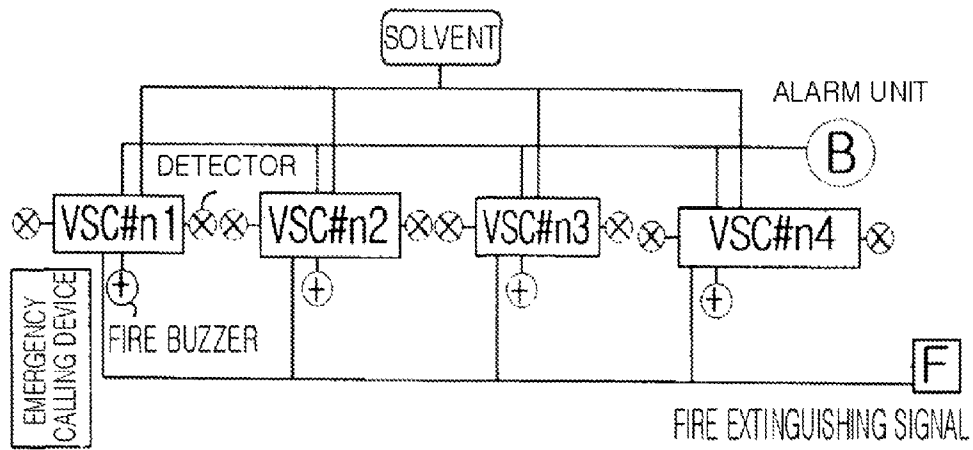 SOLVENT
ALARM UNIT
B
DETECTOR
VSC#n1
VSC#n2
VSC#n3
VSC#n4
EMERGENCY
CALLING DEVICE
FIRE BUZZER
F
FIRE EXTINGUISHING SIGNAL